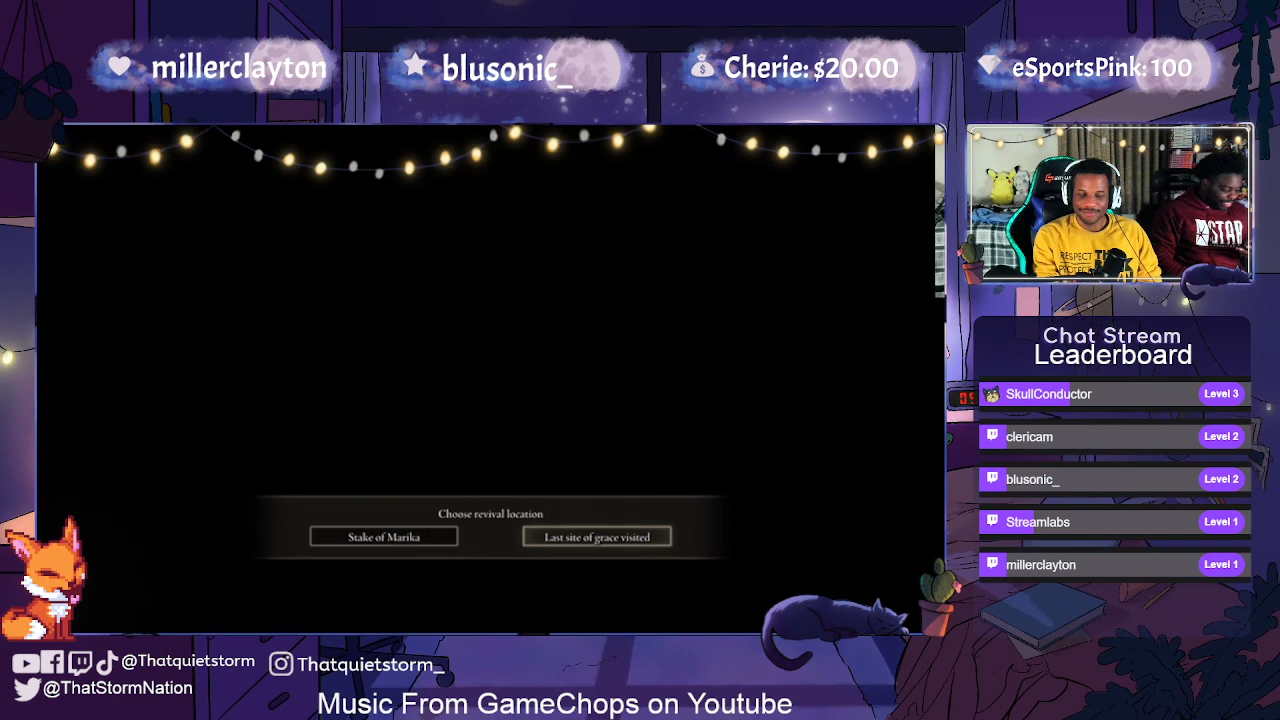 millerclayton
blusonic_
Cherie: $20.00
eSportsPink: 100
RESPECT
STAR
Chat Stream
Leaderboard
SkullConductor
Level 3
clericam
Level 2
blusonic_
Level 2
Streamlabs
Level 1
millerclayton
Level 1
Choose revival location
Stake of Marika
Last site of grace visited
@Thatquietstorm
Thatquietstorm_
@ThatStormNation
Music From GameChops on Youtube